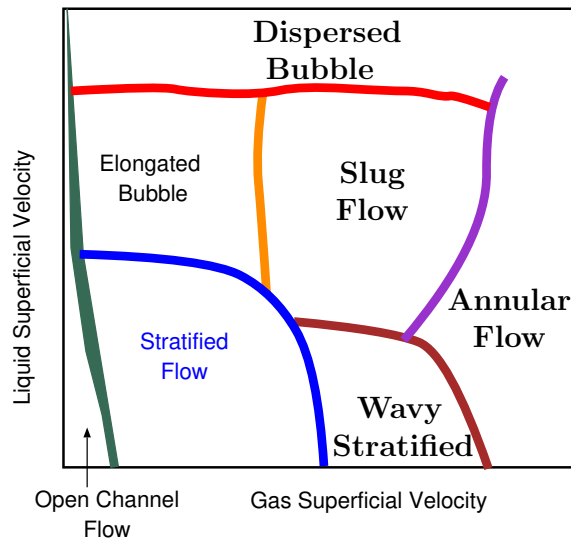 Dispersed
Bubble
Elongated
Bubble
Slug
Flow
Liquid Superficial Velocity
Annular
Flow
Stratified
Flow
Wavy
Stratified
Open Channel
Flow
Gas Superficial Velocity